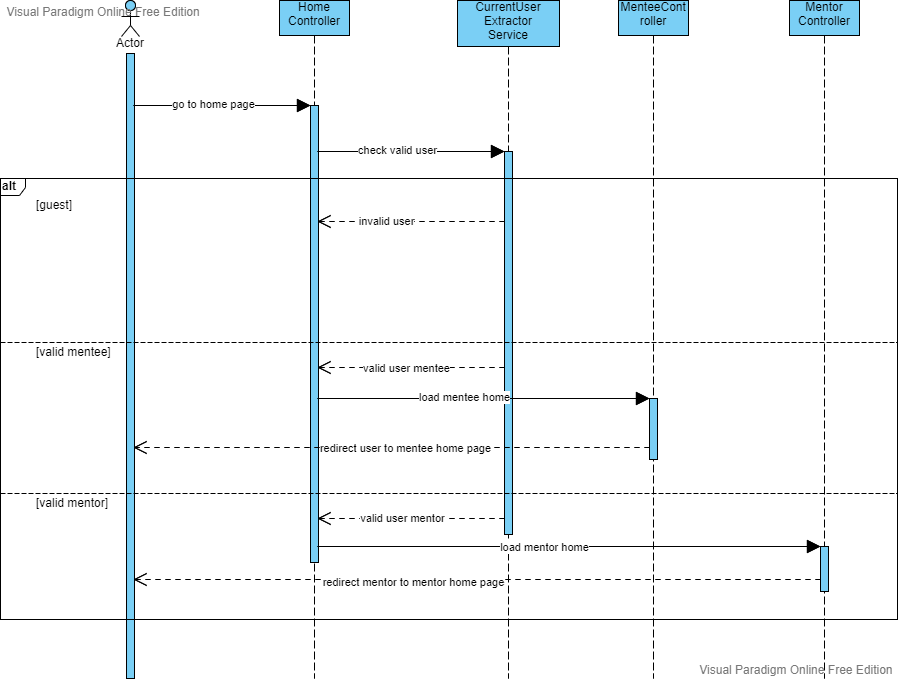 Visual Paradigm Online Free Edition
Actor
Home
Controller
CurrentUser
Extractor
Service
MenteeCont
roller
Mentor
Controller
go to home page
check valid user
alt
[guest]
invalid user
[valid mentee]
valid user mentee
load mentee home
redirect user to mentee home page
[valid mentor]
valid user mentor
load mentor home
redirect mentor to mentor home page
Visual Paradigm Online Free Edition